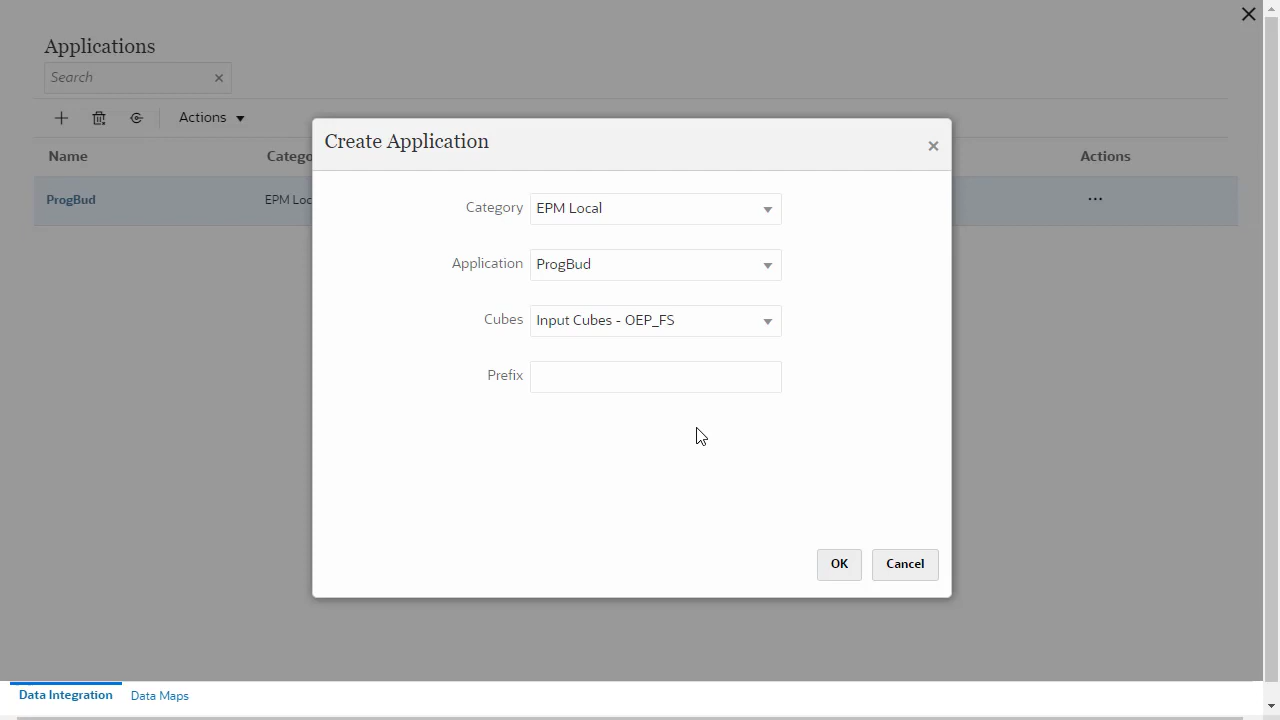 Applications
Search
Actions
Create Application
Name
Catego
Actions
Category EPM Local
ProgBud
EPM Loc
Application ProgBud
Cubes Input Cubes - OEP_FS
Prefix
OK Cancel
Data Integration Data Maps